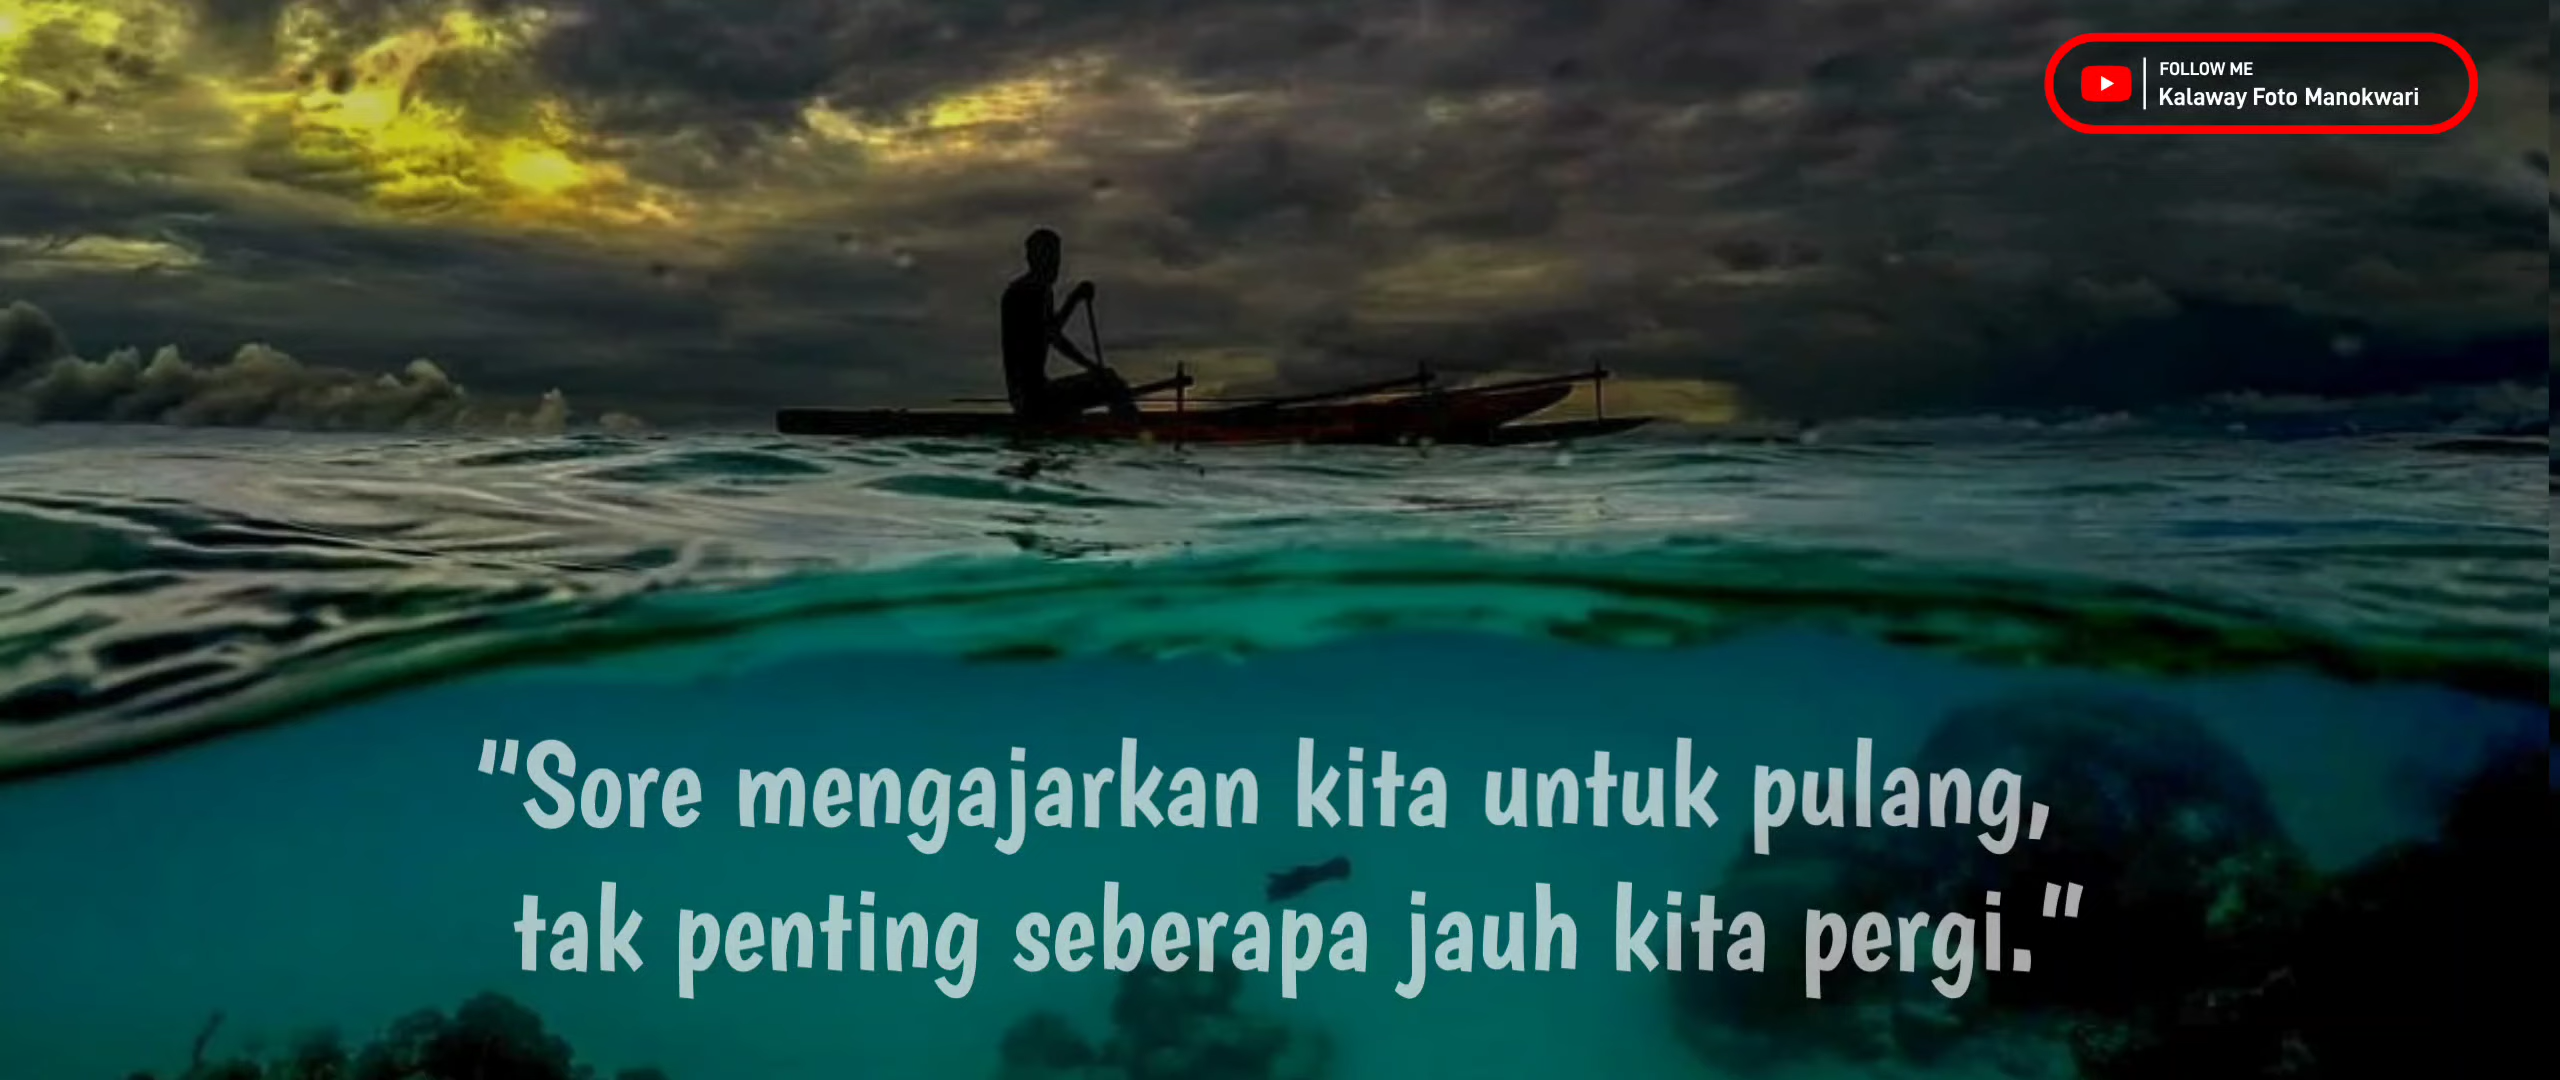 FOLLOW ME
Kalaway Foto Manokwari
"Sore mengajarkan kita untuk pulang,
tak penting seberapa jauh kita pergi."